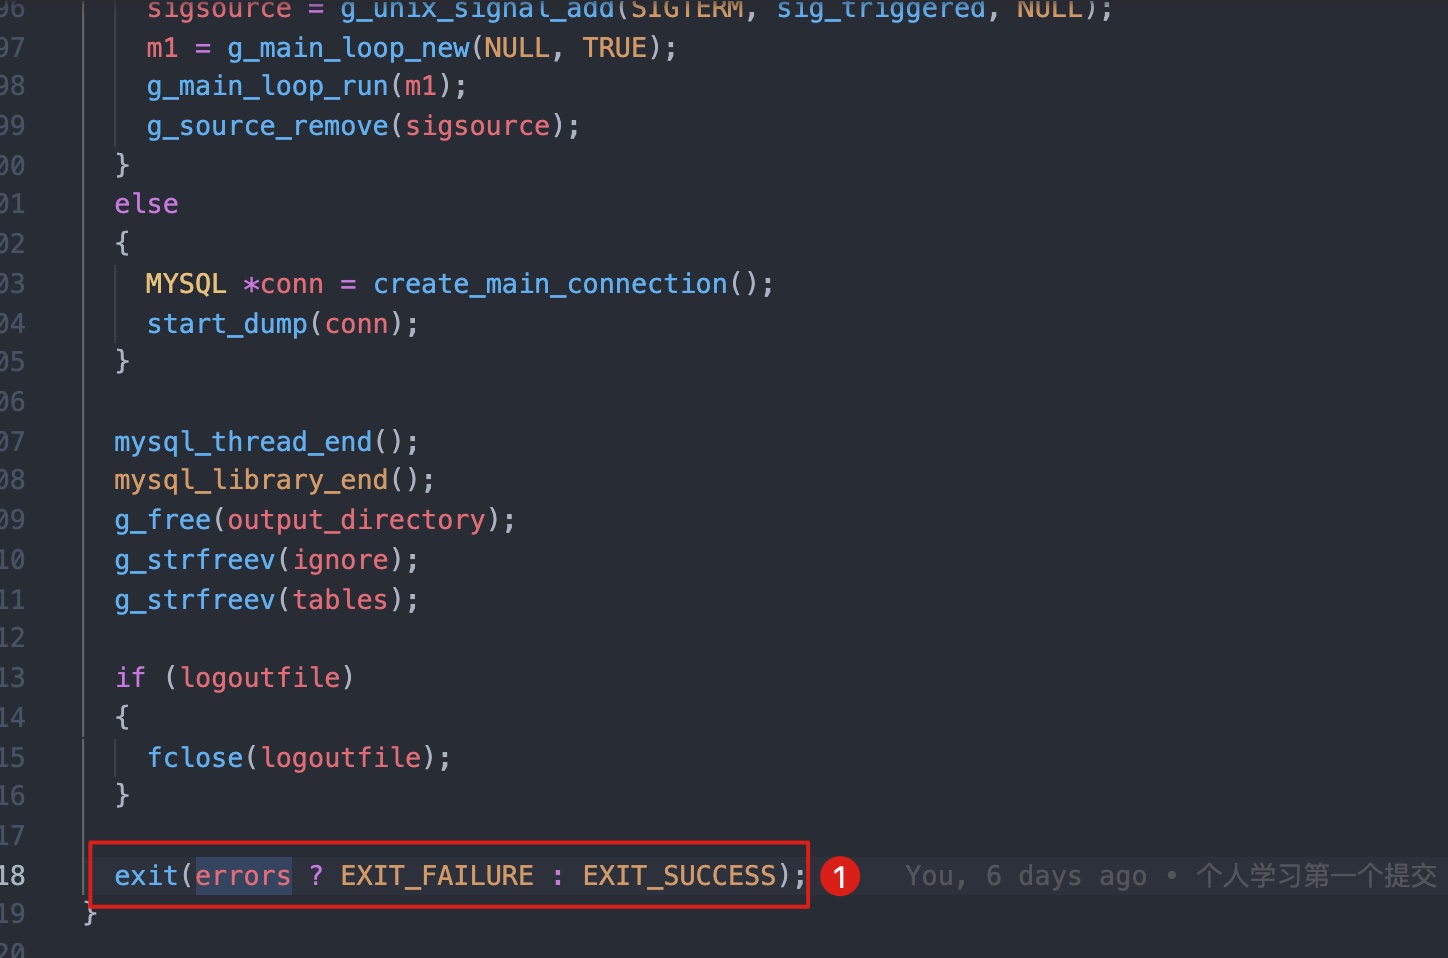 96 sigsource = g_unix_signal_add(SIGTERM, sig_triggered, NULL);
97 m1 = g_main_loop_new(NULL, TRUE);
98 g_main_loop_run(m1);
99 g_source_remove(sigsource);
00 }
01 else
02 {
03 MYSQL *conn = create_main_connection();
04 start_dump(conn);
05 }
06
07 mysql_thread_end();
08 mysql_library_end();
09 g_free(output_directory);
10 g_strfreev(ignore);
11 g_strfreev(tables);
12
13 if (logoutfile)
14 {
15 fclose(logoutfile);
16 }
17
18 exit(errors ? EXIT_FAILURE : EXIT_SUCCESS); 1 You, 6 days ago • 个人学习第一个提交
19 }
20